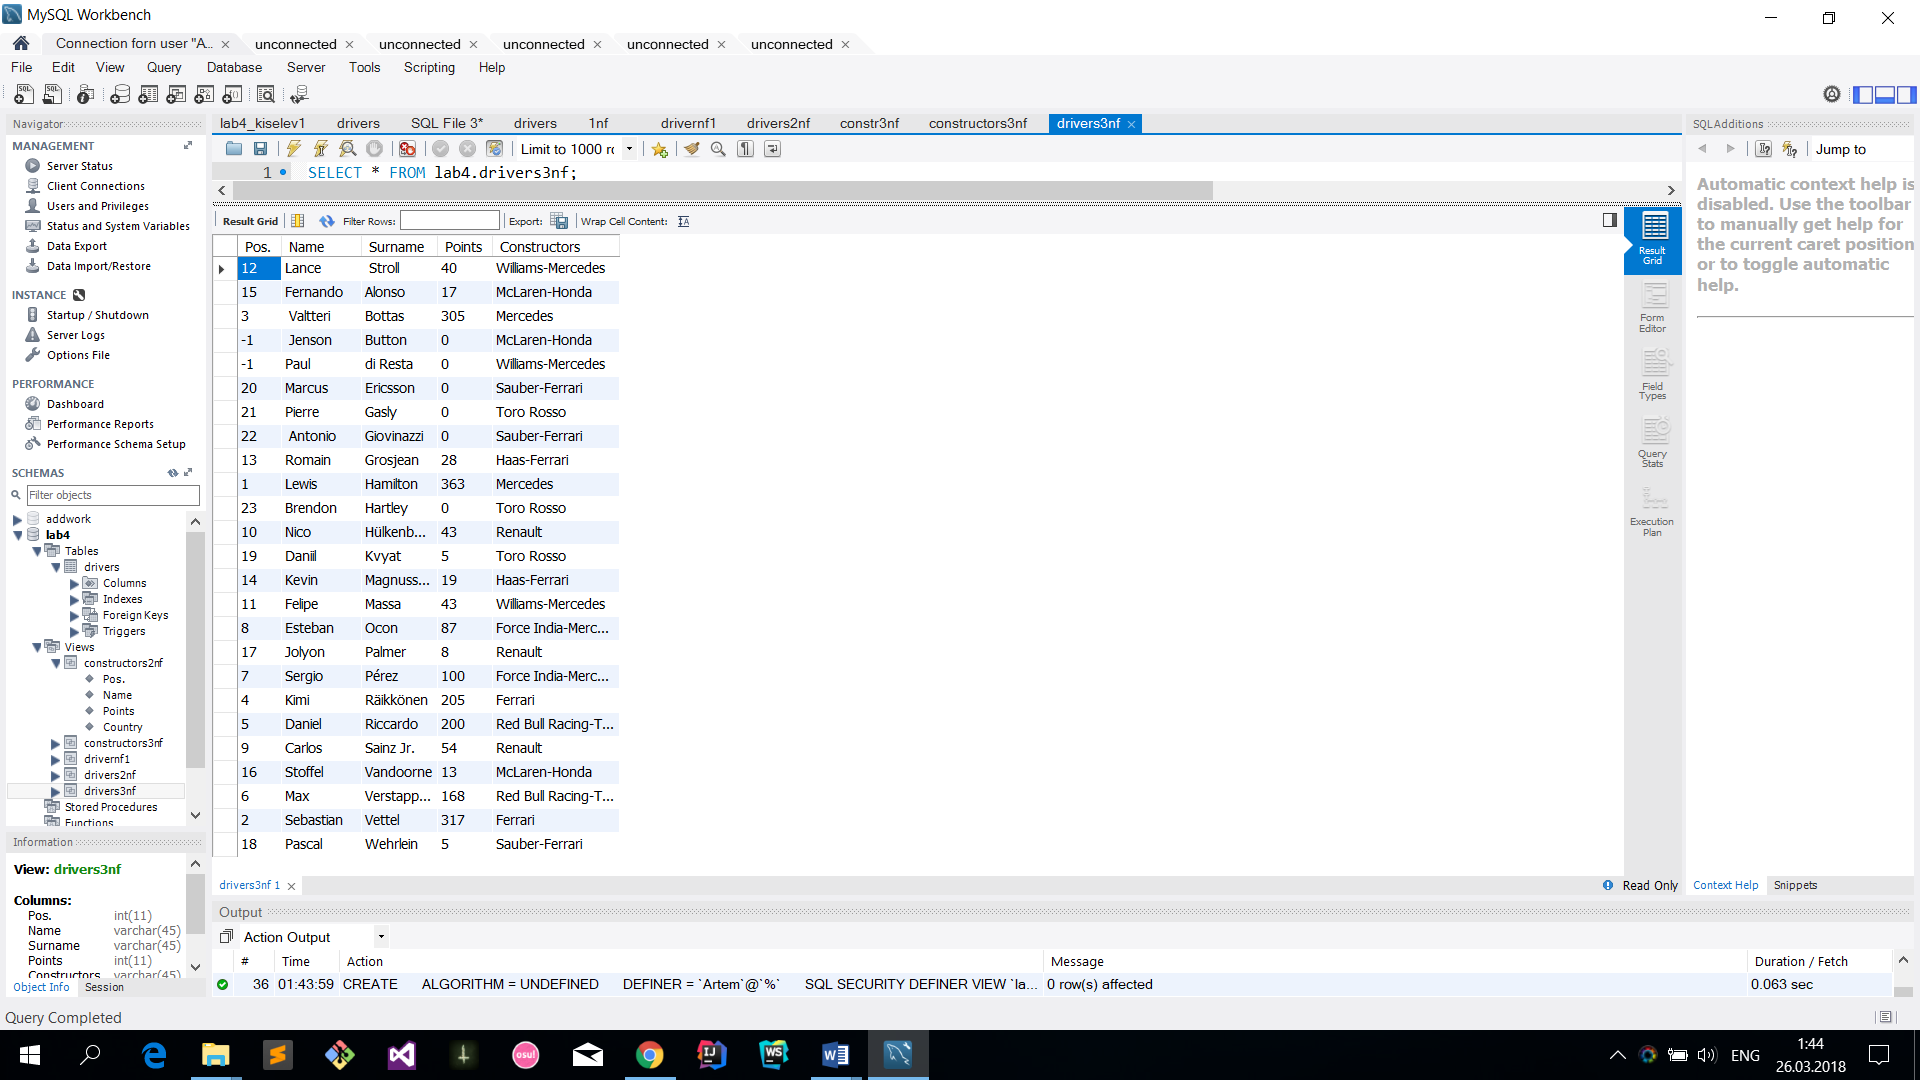 MySQL Workbench
Connection forn user "A... × unconnected × unconnected × unconnected × unconnected × unconnected ×
File Edit View Query Database Server Tools Scripting Help
Navigator
MANAGEMENT
Server Status
Client Connections
Users and Privileges
Status and System Variables
Data Export
Data Import/Restore
INSTANCE
Startup / Shutdown
Server Logs
Options File
PERFORMANCE
Dashboard
Performance Reports
Performance Schema Setup
SCHEMAS
Filter objects
addwork
lab4
Tables
drivers
Columns
Indexes
Foreign Keys
Triggers
Views
constructors2nf
Pos.
Name
Points
Country
constructors3nf
drivernf1
drivers2nf
drivers3nf
Stored Procedures
Functions
Information
View: drivers3nf
Columns:
Pos. int(11)
Name varchar(45)
Surname varchar(45)
Points int(11)
Constructors varchar(45)
Object Info Session
lab4_kiselev1 drivers SQL File 3* drivers 1nf drivernf1 drivers2nf constr3nf constructors3nf drivers3nf ×
Limit to 1000 r
1 SELECT * FROM lab4.drivers3nf;
Result Grid Filter Rows: Export: Wrap Cell Content:
Pos. Name Surname Points Constructors
12 Lance Stroll 40 Williams-Mercedes
15 Fernando Alonso 17 McLaren-Honda
3 Valtteri Bottas 305 Mercedes
-1 Jenson Button 0 McLaren-Honda
-1 Paul di Resta 0 Williams-Mercedes
20 Marcus Ericsson 0 Sauber-Ferrari
21 Pierre Gasly 0 Toro Rosso
22 Antonio Giovinazzi 0 Sauber-Ferrari
13 Romain Grosjean 28 Haas-Ferrari
1 Lewis Hamilton 363 Mercedes
23 Brendon Hartley 0 Toro Rosso
10 Nico Hülkenb... 43 Renault
19 Daniil Kvyat 5 Toro Rosso
14 Kevin Magnuss... 19 Haas-Ferrari
11 Felipe Massa 43 Williams-Mercedes
8 Esteban Ocon 87 Force India-Merc...
17 Jolyon Palmer 8 Renault
7 Sergio Pérez 100 Force India-Merc...
4 Kimi Räikkönen 205 Ferrari
5 Daniel Riccardo 200 Red Bull Racing-T...
9 Carlos Sainz Jr. 54 Renault
16 Stoffel Vandoorne 13 McLaren-Honda
6 Max Verstapp... 168 Red Bull Racing-T...
2 Sebastian Vettel 317 Ferrari
18 Pascal Wehrlein 5 Sauber-Ferrari
Result
Grid
Form
Editor
Field
Types
Query
Stats
Execution
Plan
drivers3nf 1 × Read Only
SQLAdditions
Jump to
Automatic context help is
disabled. Use the toolbar
to manually get help for
the current caret position
or to toggle automatic
help.
Context Help Snippets
Output
Action Output
# Time Action Message Duration / Fetch
36 01:43:59 CREATE ALGORITHM = UNDEFINED DEFINER = `Artem`@`%` SQL SECURITY DEFINER VIEW `la... 0 row(s) affected 0.063 sec
Query Completed
osu!
IJ
WS
ENG
1:44
26.03.2018